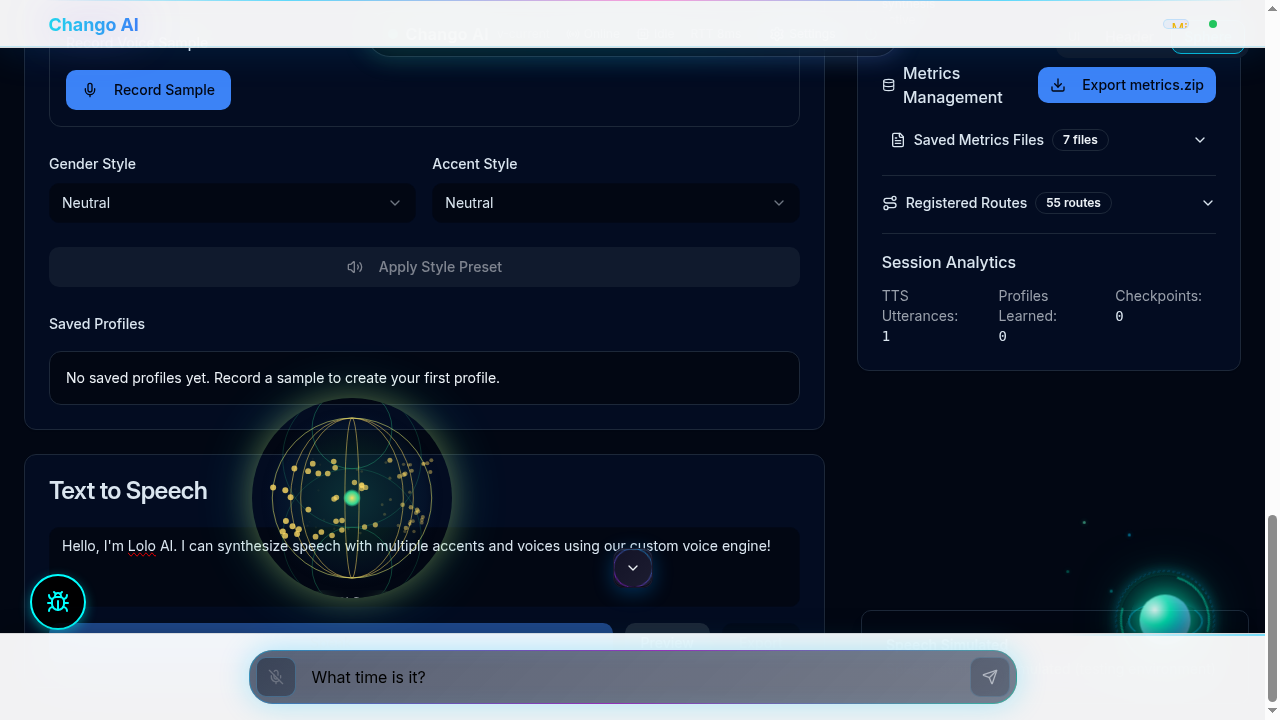 Chango AI
Record Sample
Gender Style
Accent Style
Neutral
Neutral
Apply Style Preset
Saved Profiles
No saved profiles yet. Record a sample to create your first profile.
Text to Speech
Hello, I'm Lolo AI. I can synthesize speech with multiple accents and voices using our custom voice engine!
Metrics
Management
Export metrics.zip
Saved Metrics Files
7 files
Registered Routes
55 routes
Session Analytics
TTS
Utterances:
1
Profiles
Learned:
0
Checkpoints:
0
What time is it?